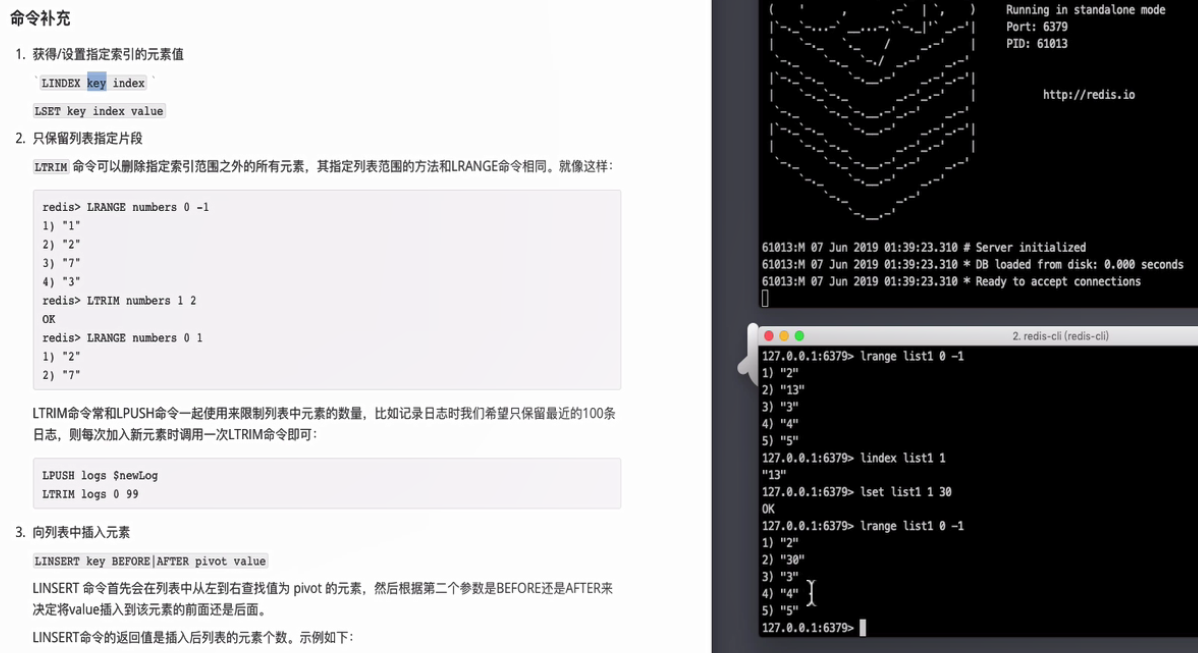 命令补充
1. 获得/设置指定索引的元素值
` LINDEX key index `
LSET key index value
2. 只保留列表指定片段
LTRIM 命令可以删除指定索引范围之外的所有元素，其指定列表范围的方法和LRANGE命令相同。就像这样：
redis> LRANGE numbers 0 -1
1) "1"
2) "2"
3) "7"
4) "3"
redis> LTRIM numbers 1 2
OK
redis> LRANGE numbers 0 1
1) "2"
2) "7"
LTRIM命令常和LPUSH命令一起使用来限制列表中元素的数量，比如记录日志时我们希望只保留最近的100条
日志，则每次加入新元素时调用一次LTRIM命令即可：
LPUSH logs $newLog
LTRIM logs 0 99
3. 向列表中插入元素
LINSERT key BEFORE|AFTER pivot value
LINSERT 命令首先会在列表中从左到右查找值为 pivot 的元素，然后根据第二个参数是BEFORE还是AFTER来
决定将value插入到该元素的前面还是后面。
LINSERT命令的返回值是插入后列表的元素个数。示例如下：
Running in standalone mode
Port: 6379
PID: 61013
http://redis.io
61013:M 07 Jun 2019 01:39:23.310 # Server initialized
61013:M 07 Jun 2019 01:39:23.310 * DB loaded from disk: 0.000 seconds
61013:M 07 Jun 2019 01:39:23.310 * Ready to accept connections
2. redis-cli (redis-cli)
127.0.0.1:6379> lrange list1 0 -1
1) "2"
2) "13"
3) "3"
4) "4"
5) "5"
127.0.0.1:6379> lindex list1 1
"13"
127.0.0.1:6379> lset list1 1 30
OK
127.0.0.1:6379> lrange list1 0 -1
1) "2"
2) "30"
3) "3"
4) "4"
5) "5"
127.0.0.1:6379>